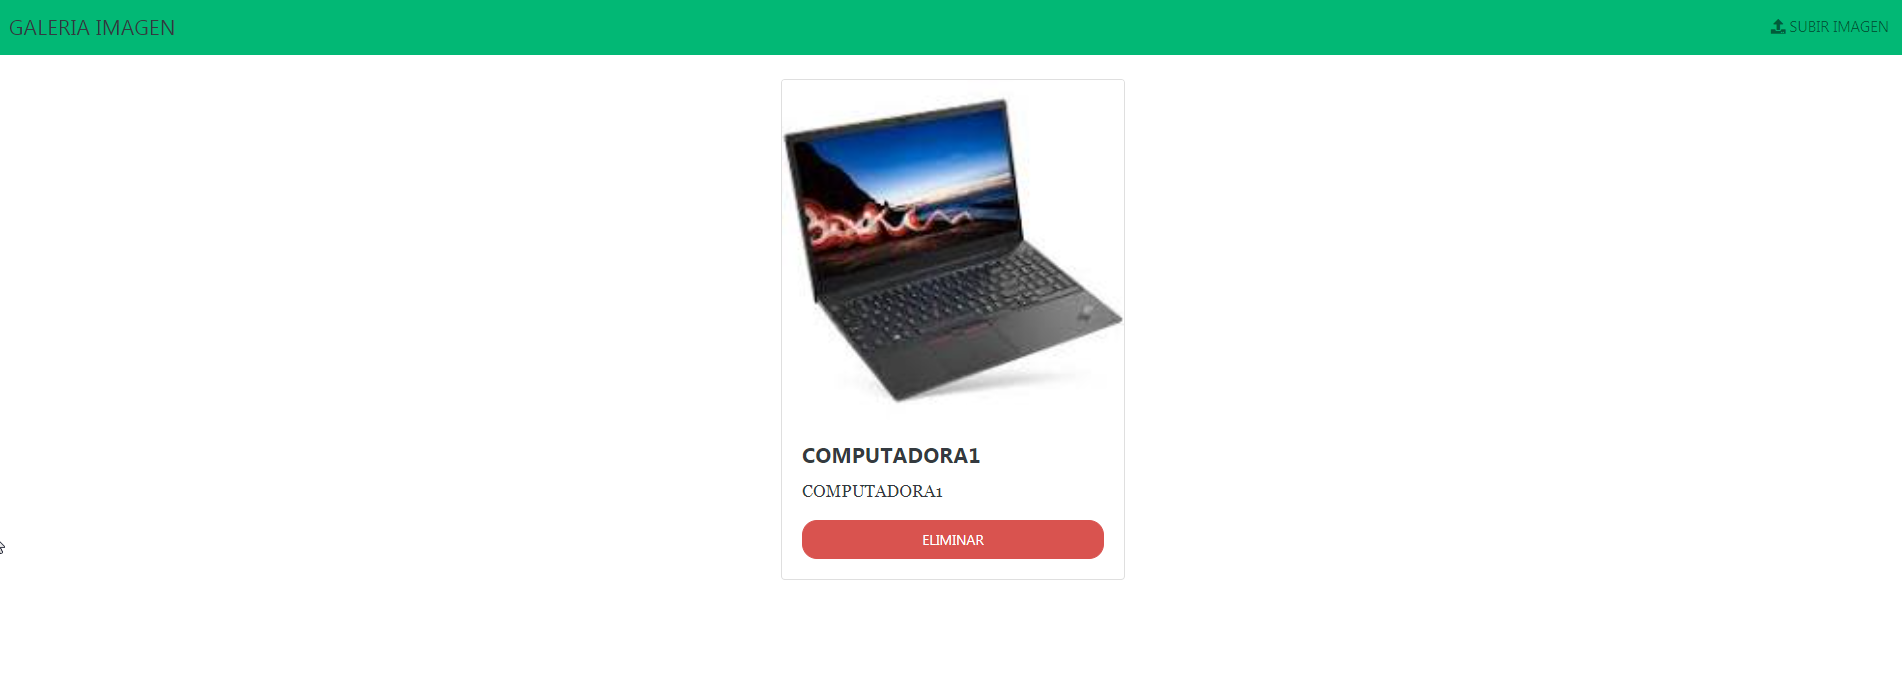 GALERIA IMAGEN
SUBIR IMAGEN
COMPUTADORA1
COMPUTADORA1
ELIMINAR